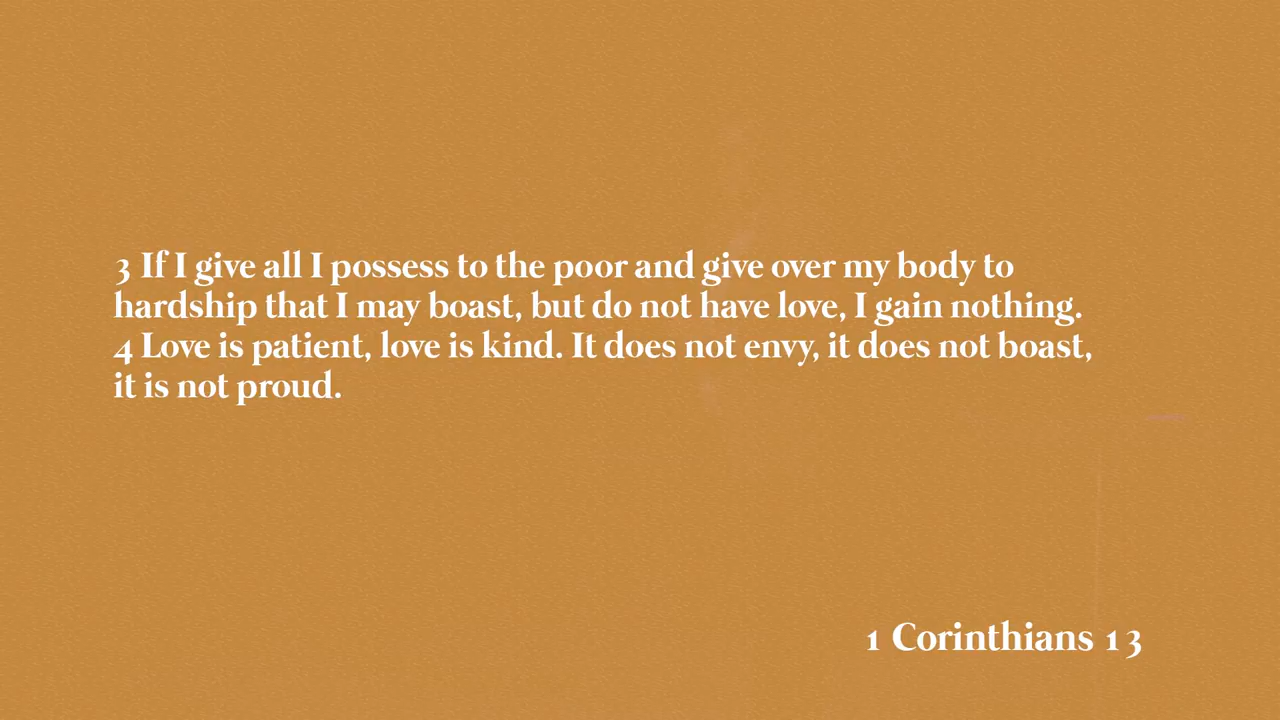 3 If I give all I possess to the poor and give over my body to
hardship that I may boast, but do not have love, I gain nothing.
4 Love is patient, love is kind. It does not envy, it does not boast,
it is not proud.
1 Corinthians 13